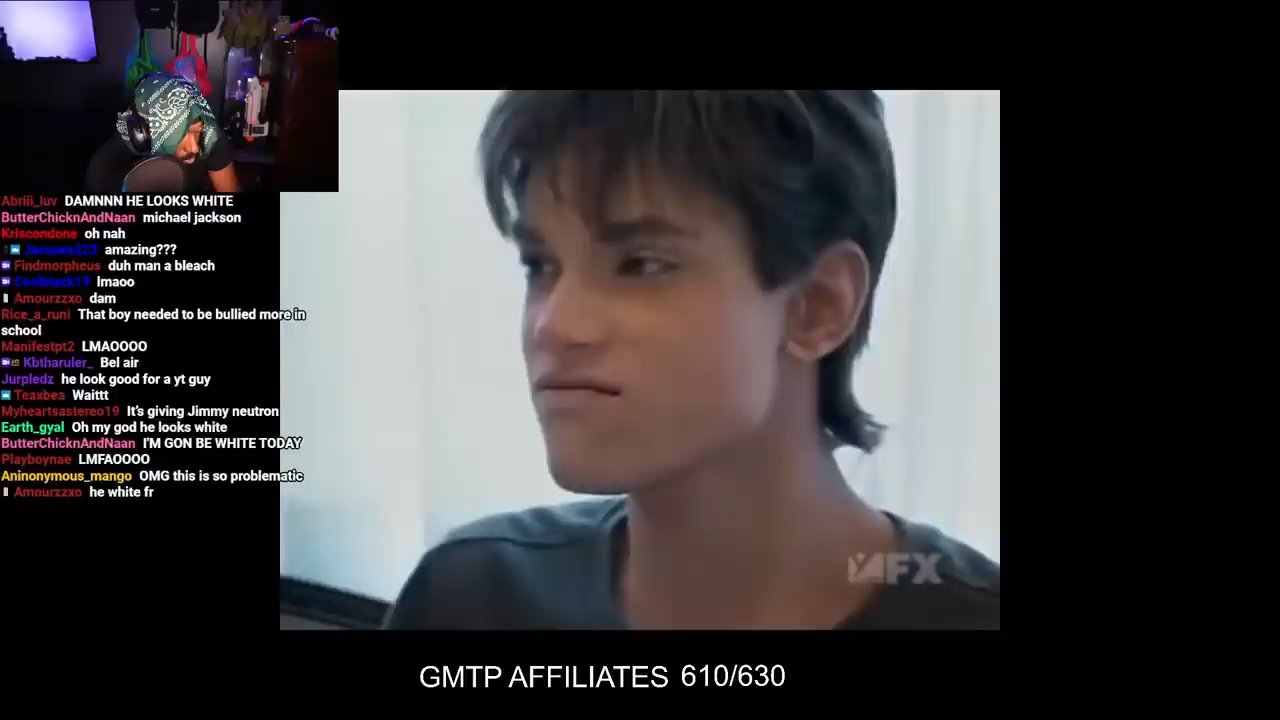 Abriii_luv DAMNNN HE LOOKS WHITE
ButterChicknAndNaan michael jackson
Kriscondone oh nah
Jacques223 amazing???
Findmorpheus duh man a bleach
Coolblack19 lmaoo
Amourzzxo dam
Rice_a_runi That boy needed to be bullied more in
school
Manifestpt2 LMAOOOO
Kbtharuler_ Bel air
Jurpledz he look good for a yt guy
Teaxbea Waittt
Myheartsastereo19 It's giving Jimmy neutron
Earth_gyal Oh my god he looks white
ButterChicknAndNaan I'M GON BE WHITE TODAY
Playboynae LMFAOOOO
Aninonymous_mango OMG this is so problematic
Amourzzxo he white fr
FX
GMTP AFFILIATES 610/630